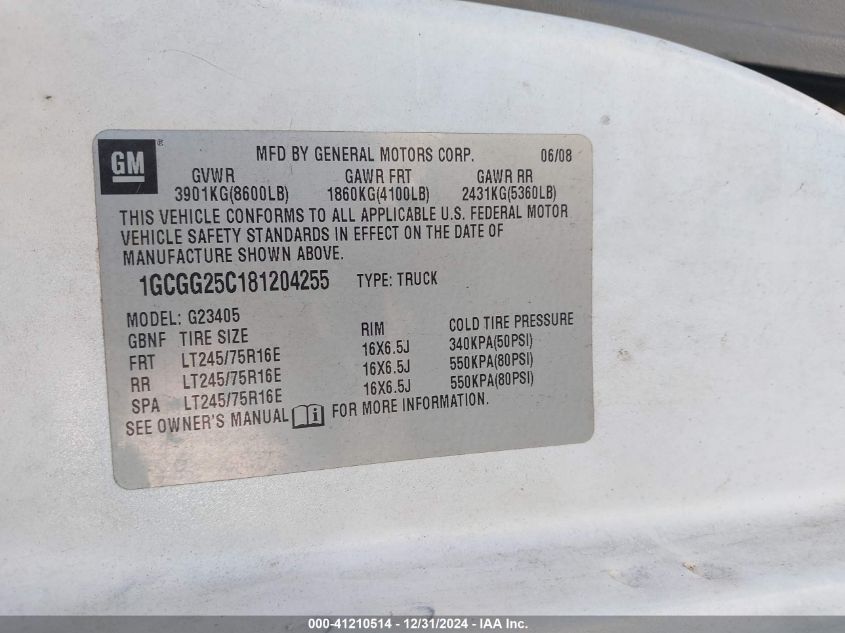 GM®
MFD BY GENERAL MOTORS CORP. 06/08
GVWR GAWR FRT GAWR RR
3901KG(8600LB) 1860KG(4100LB) 2431KG(5360LB)
THIS VEHICLE CONFORMS TO ALL APPLICABLE U.S. FEDERAL MOTOR
VEHICLE SAFETY STANDARDS IN EFFECT ON THE DATE OF
MANUFACTURE SHOWN ABOVE.
1GCGG25C181204255 TYPE: TRUCK
MODEL: G23405
GBNF TIRE SIZE RIM COLD TIRE PRESSURE
FRT LT245/75R16E 16X6.5J 340KPA(50PSI)
RR LT245/75R16E 16X6.5J 550KPA(80PSI)
SPA LT245/75R16E 16X6.5J 550KPA(80PSI)
SEE OWNER'S MANUAL i FOR MORE INFORMATION.
000-41210514 - 12/31/2024 - IAA Inc.